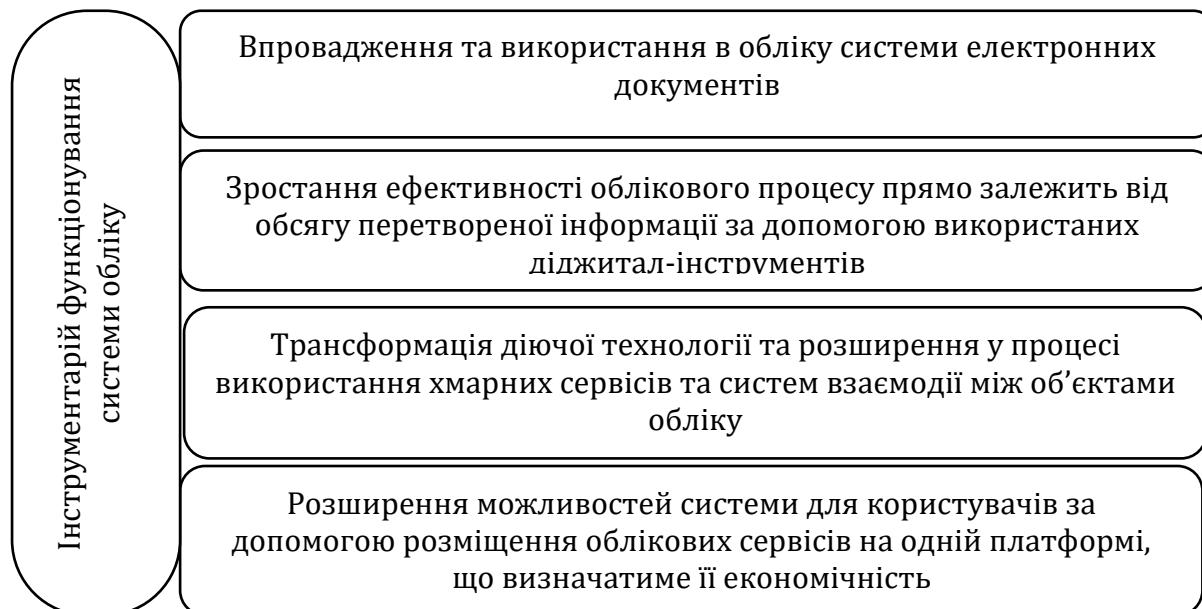 Інструментарій функціонування
системи обліку
Впровадження та використання в обліку системи електронних
документів
Зростання ефективності облікового процесу прямо залежить від
обсягу перетвореної інформації за допомогою використаних
діджитал-інструментів
Трансформація діючої технології та розширення у процесі
використання хмарних сервісів та систем взаємодії між об’єктами
обліку
Розширення можливостей системи для користувачів за
допомогою розміщення облікових сервісів на одній платформі,
що визначатиме її економічність